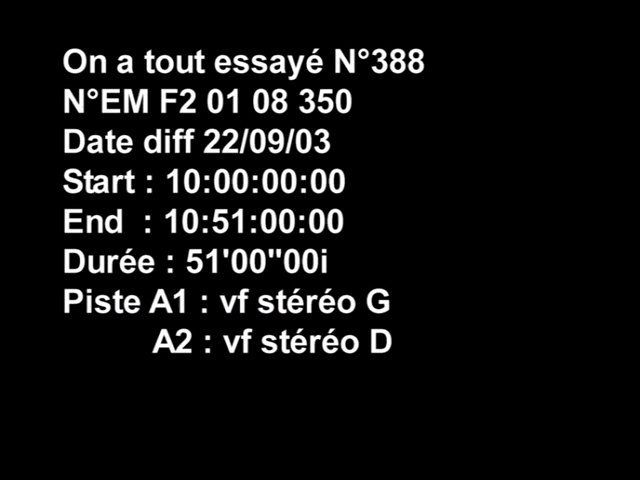 On a tout essayé N°388
N°EM F2 01 08 350
Date diff 22/09/03
Start : 10:00:00:00
End  : 10:51:00:00
Durée : 51'00"00i
Piste A1 : vf stéréo G
A2 : vf stéréo D